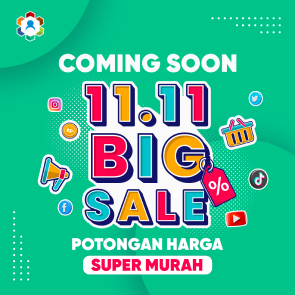 COMING SOON
11.11
BIG
SALE
%
POTONGAN HARGA
SUPER MURAH